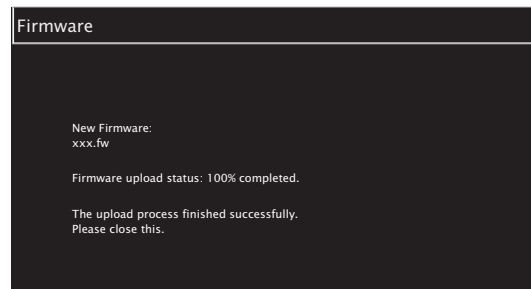 Firmware
New Firmware:
xxx.fw
Firmware upload status: 100% completed.
The upload process finished successfully.
Please close this.